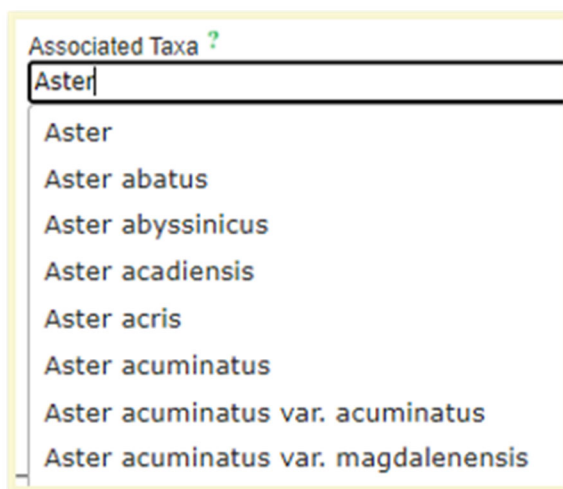 Associated Taxa ?
Aster
Aster
Aster abatus
Aster abyssinicus
Aster acadiensis
Aster acris
Aster acuminatus
Aster acuminatus var. acuminatus
Aster acuminatus var. magdalenensis